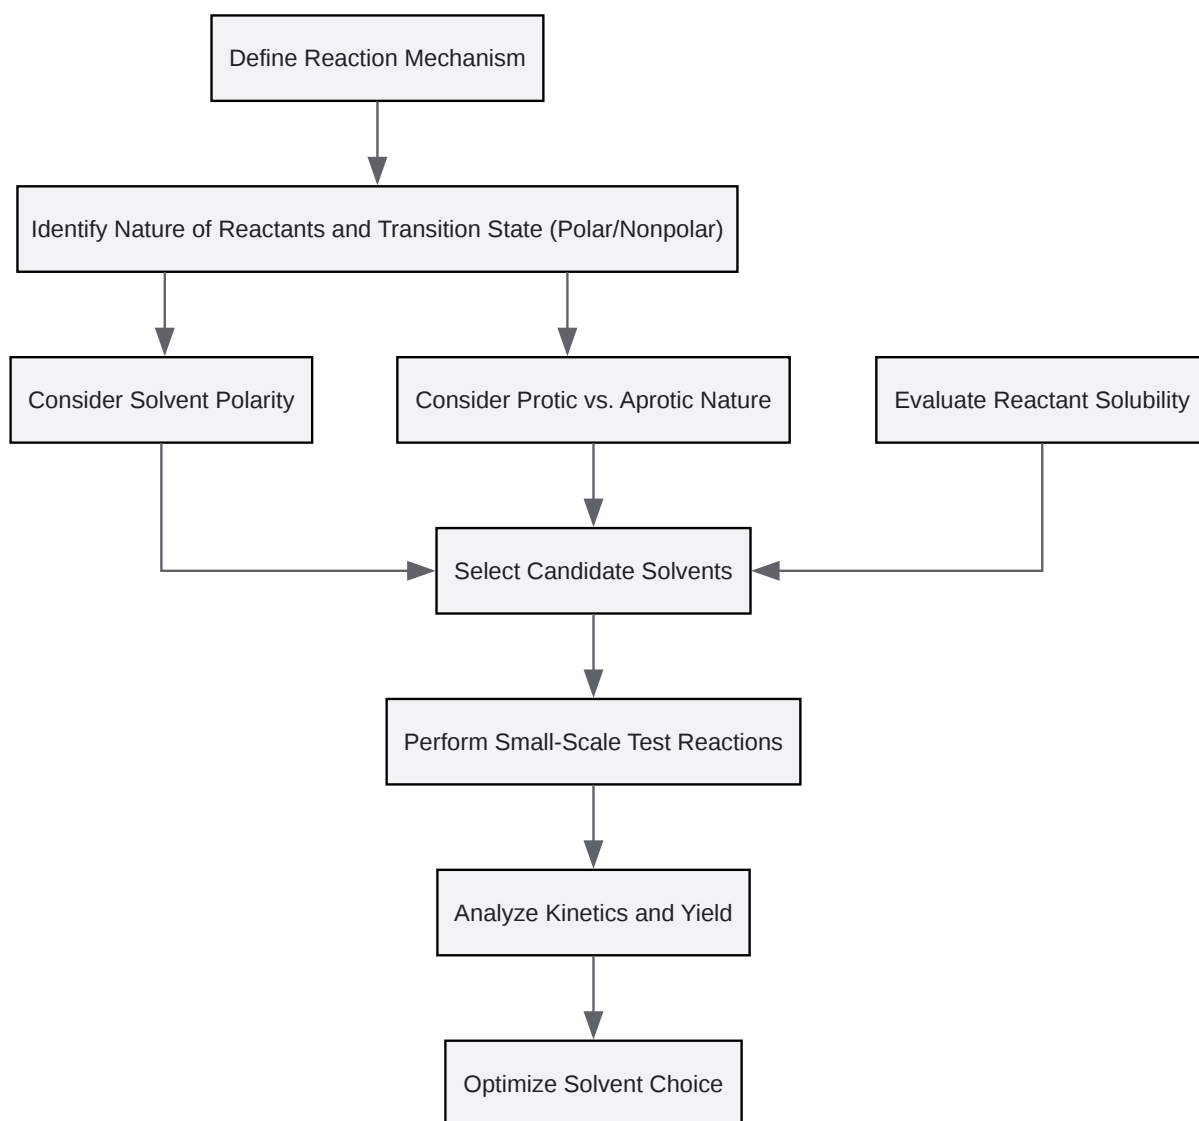 Define Reaction Mechanism
Identify Nature of Reactants and Transition State (Polar/Nonpolar)
Consider Solvent Polarity
Consider Protic vs. Aprotic Nature
Evaluate Reactant Solubility
Select Candidate Solvents
Perform Small-Scale Test Reactions
Analyze Kinetics and Yield
Optimize Solvent Choice